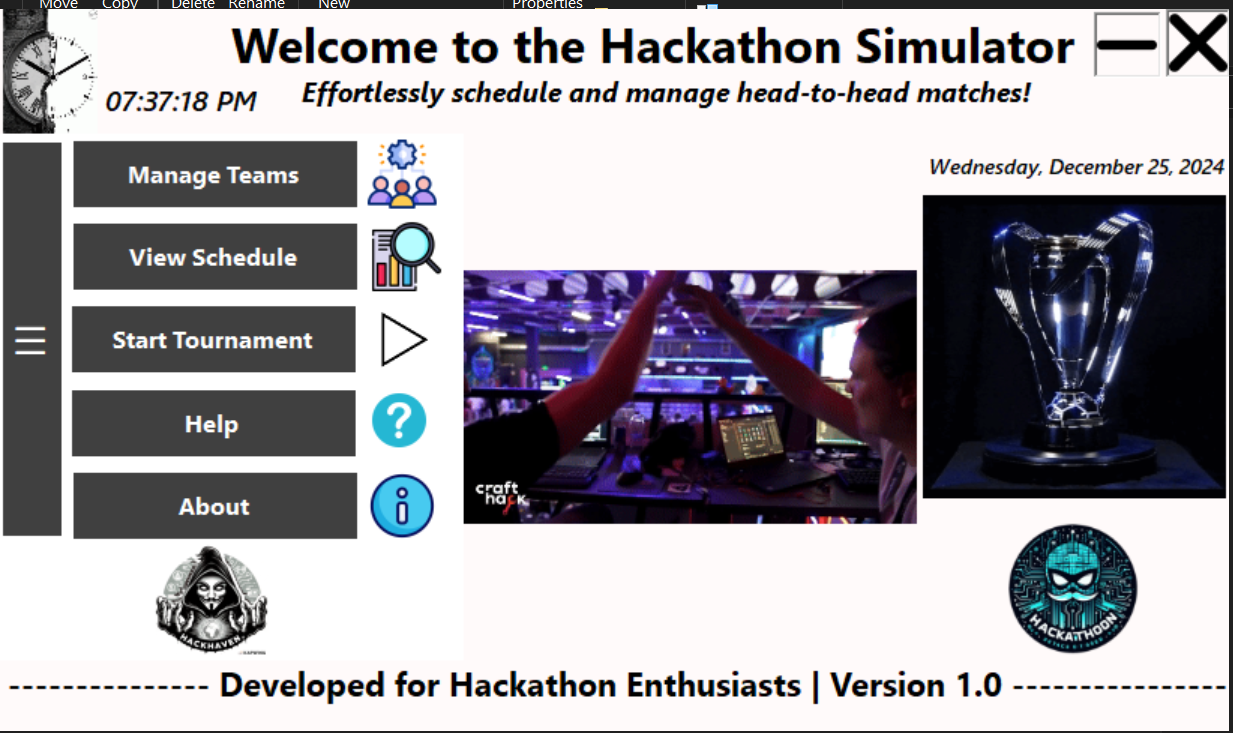 Move Copy Delete Rename New Properties
Welcome to the Hackathon Simulator
07:37:18 PM
Effortlessly schedule and manage head-to-head matches!
Wednesday, December 25, 2024
Manage Teams
View Schedule
Start Tournament
Help
About
craft
hack
HACKHAVEN
HACKAITHOON
--------------- Developed for Hackathon Enthusiasts | Version 1.0 ----------------